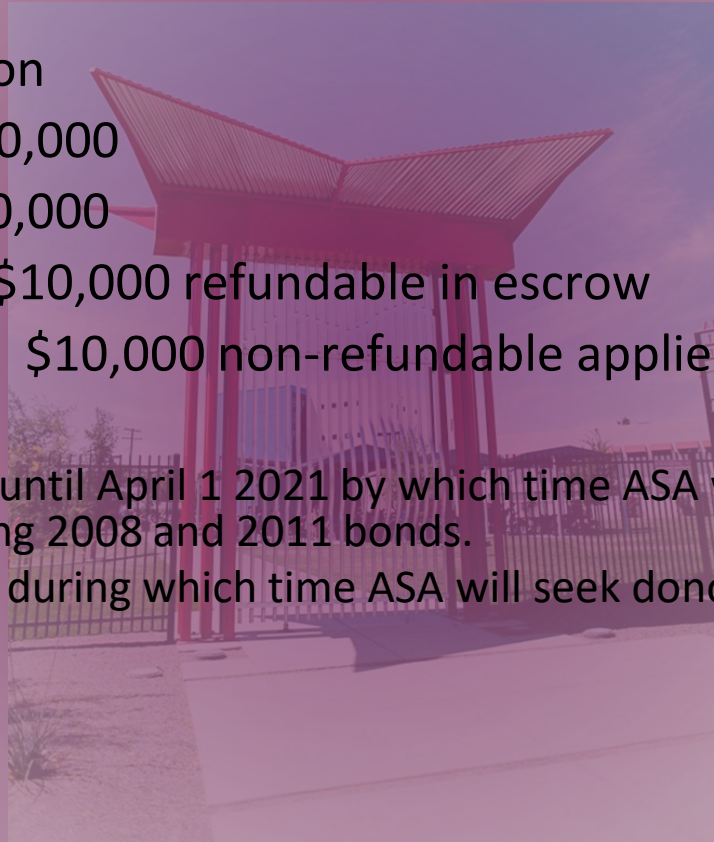 on
0,000
0,000
$10,000 refundable in escrow
$10,000 non-refundable applie
until April 1 2021 by which time ASA
ng 2008 and 2011 bonds.
during which time ASA will seek dono